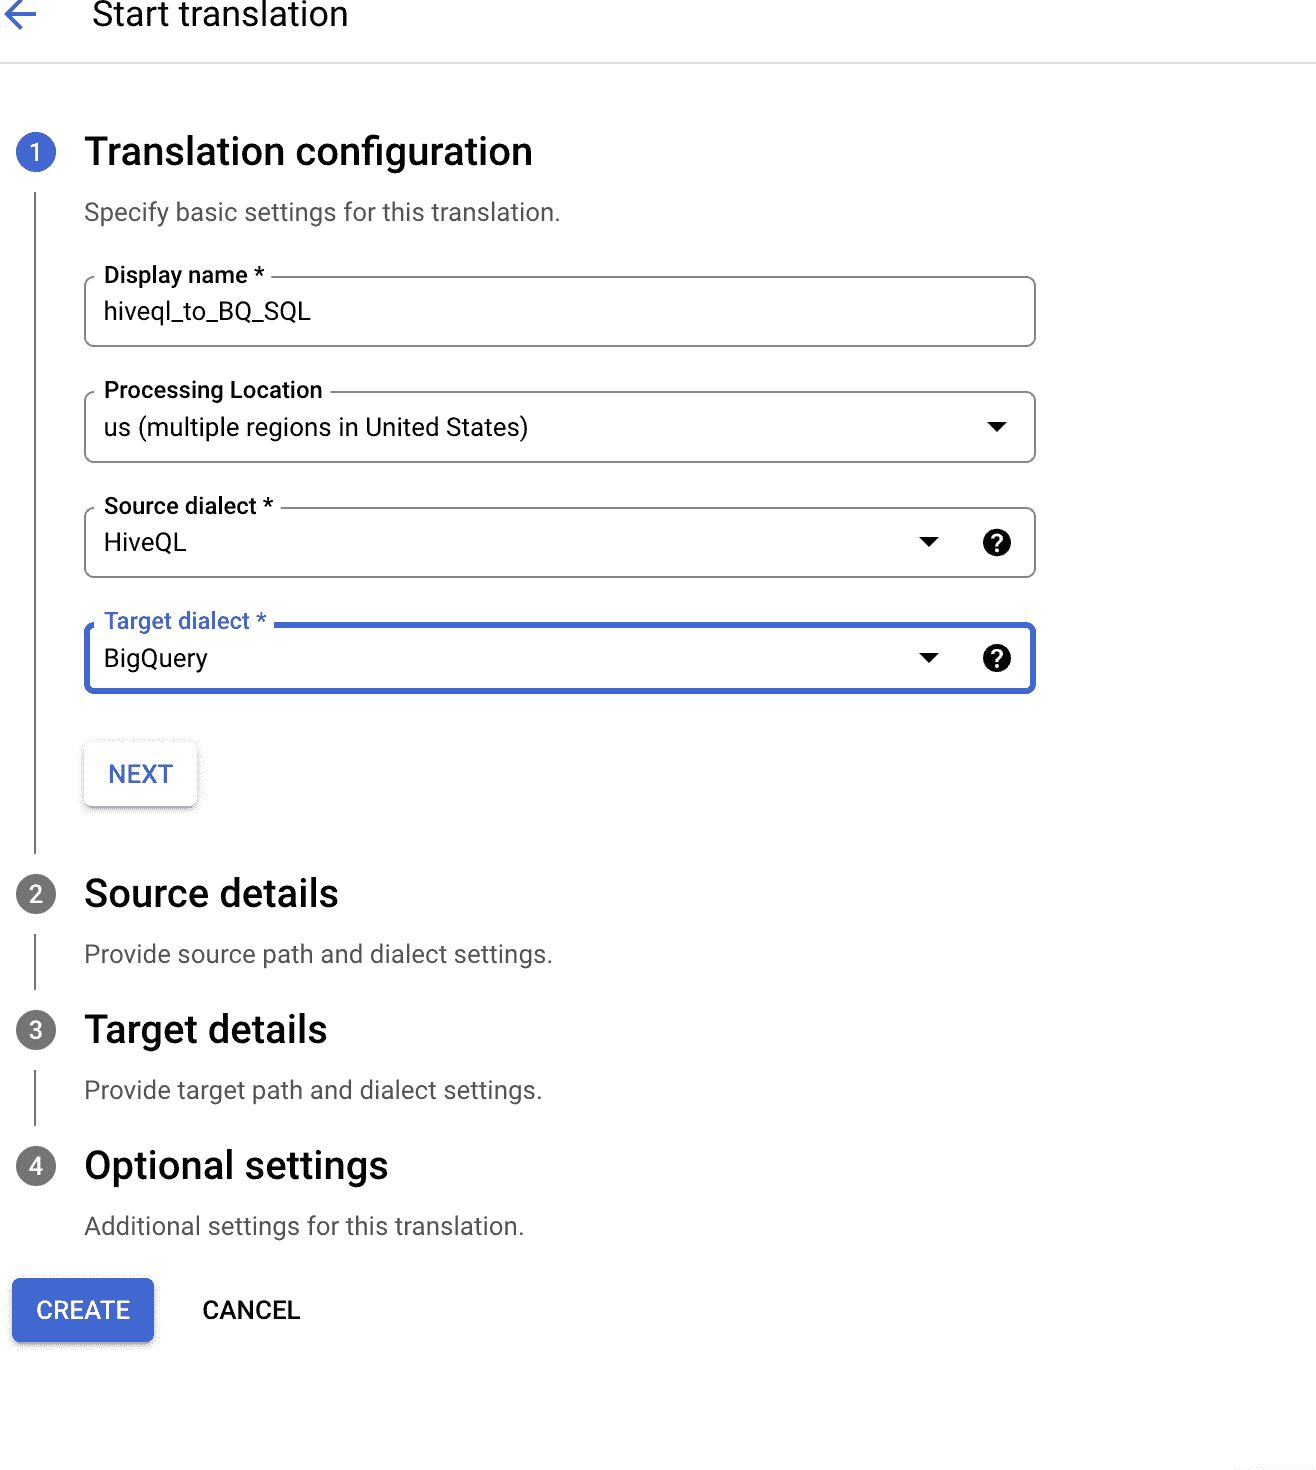 Start translation
1
Translation configuration
Specify basic settings for this translation.
Display name *
hiveql_to_BQ_SQL
Processing Location
us (multiple regions in United States)
Source dialect *
HiveQL
?
Target dialect *
BigQuery
?
NEXT
2
Source details
Provide source path and dialect settings.
3
Target details
Provide target path and dialect settings.
4
Optional settings
Additional settings for this translation.
CREATE CANCEL